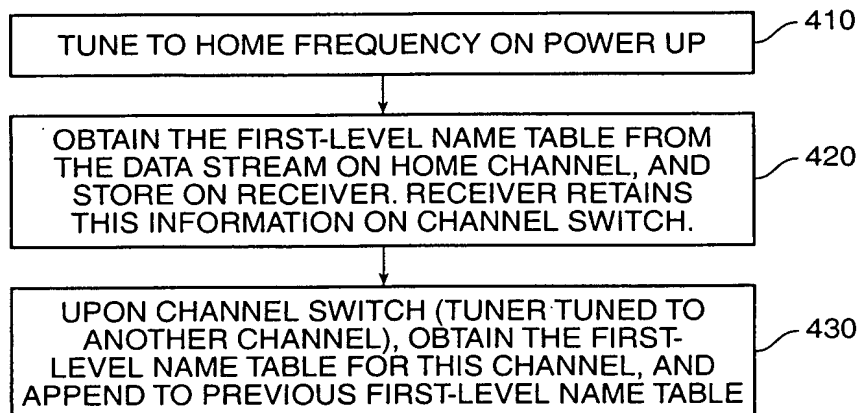 TUNE TO HOME FREQUENCY ON POWER UP
410
OBTAIN THE FIRST-LEVEL NAME TABLE FROM
THE DATA STREAM ON HOME CHANNEL, AND
STORE ON RECEIVER. RECEIVER RETAINS
THIS INFORMATION ON CHANNEL SWITCH.
420
UPON CHANNEL SWITCH (TUNER TUNED TO
ANOTHER CHANNEL), OBTAIN THE FIRST-
LEVEL NAME TABLE FOR THIS CHANNEL, AND
APPEND TO PREVIOUS FIRST-LEVEL NAME TABLE
430